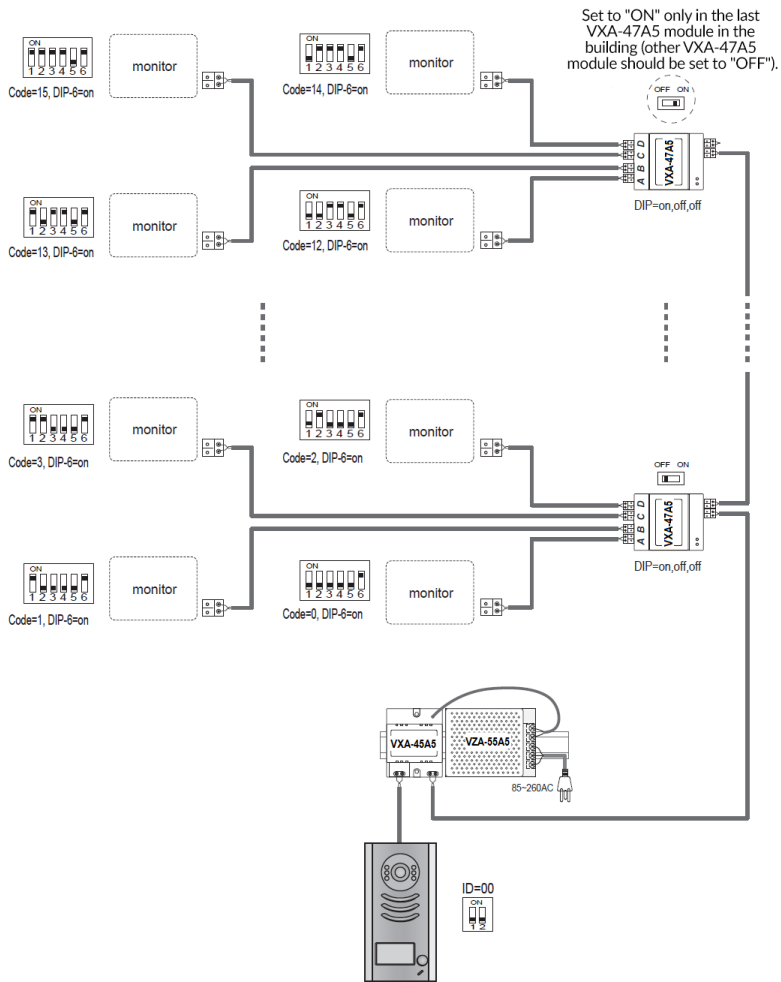 Set to "ON" only in the last
VXA-47A5 module in the
building (other VXA-47A5
module should be set to "OFF").
ON
1 2 3 4 5 6
Code=15, DIP-6=on
monitor
ON
1 2 3 4 5 6
Code=14, DIP-6=on
monitor
OFF ON
A B C D
VXA-47A5
DIP=on,off,off
ON
1 2 3 4 5 6
Code=13, DIP-6=on
monitor
ON
1 2 3 4 5 6
Code=12, DIP-6=on
monitor
ON
1 2 3 4 5 6
Code=3, DIP-6=on
monitor
ON
1 2 3 4 5 6
Code=2, DIP-6=on
monitor
OFF ON
A B C D
VXA-47A5
DIP=on,off,off
ON
1 2 3 4 5 6
Code=1, DIP-6=on
monitor
ON
1 2 3 4 5 6
Code=0, DIP-6=on
monitor
VXA-45A5
VZA-55A5
85~260AC
ID=00
ON
1 2